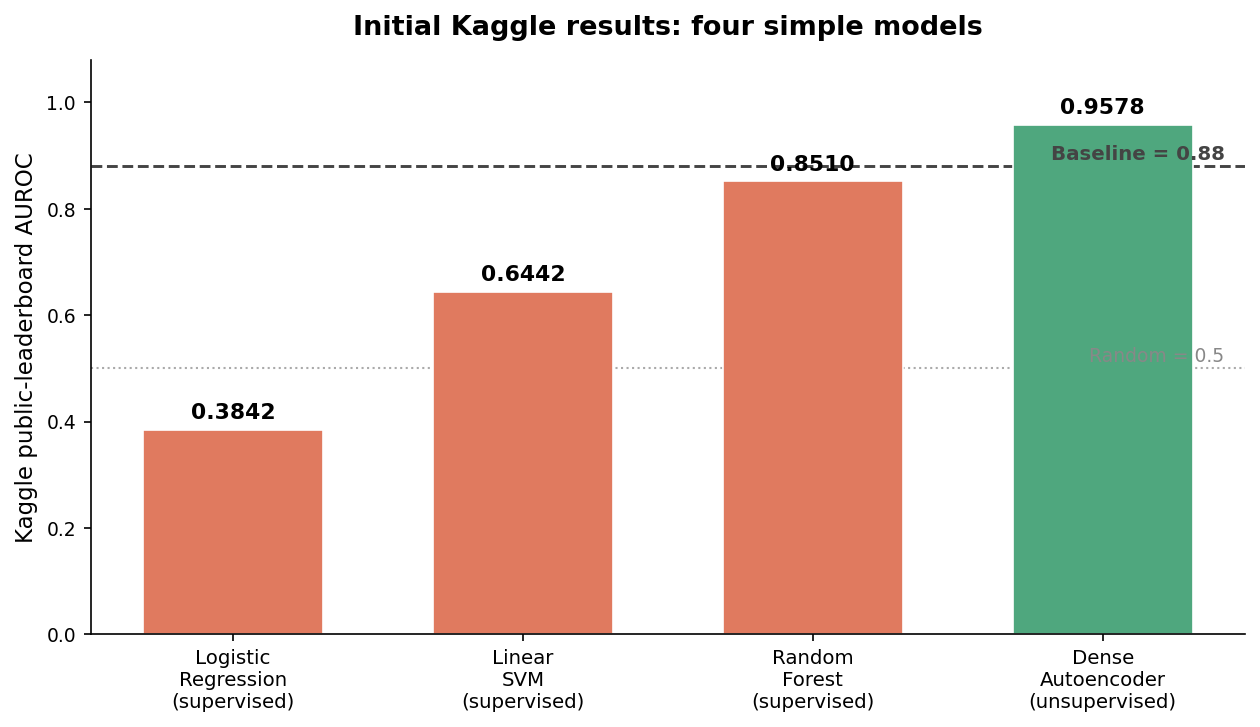 Initial Kaggle results: four simple models
Kaggle public-leaderboard AUROC
1.0
0.8
0.6
0.4
0.2
0.0
0.3842
0.6442
0.8510
0.9578
Baseline = 0.88
Random = 0.5
Logistic
Regression
(supervised)
Linear
SVM
(supervised)
Random
Forest
(supervised)
Dense
Autoencoder
(unsupervised)